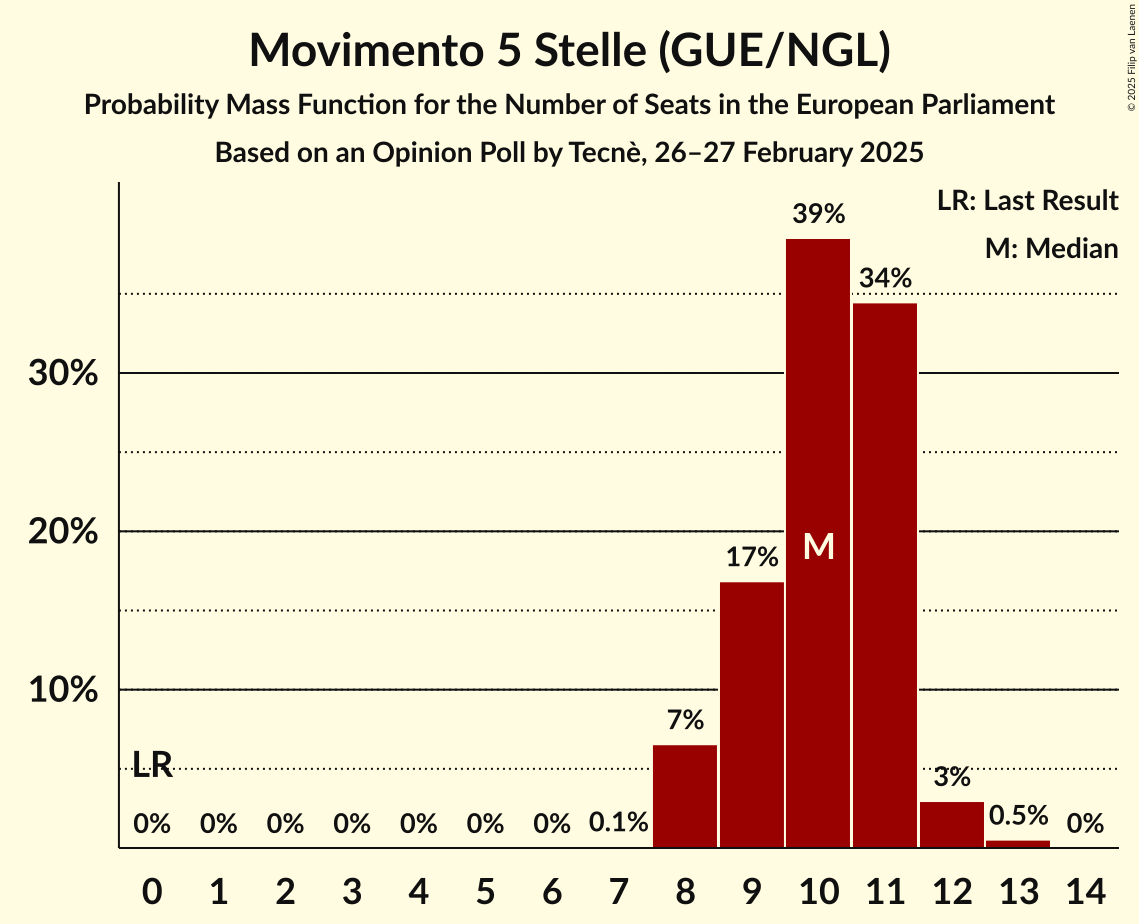 Movimento 5 Stelle (GUE/NGL)
Probability Mass Function for the Number of Seats in the European Parliament
Based on an Opinion Poll by Tecnè, 26–27 February 2025
© 2025 Filip van Laenen
LR: Last Result
M: Median
39%
34%
30%
20%
17%
M
10%
7%
LR
3%
0% 0% 0% 0% 0% 0% 0% 0.1% 0.5% 0%
0 1 2 3 4 5 6 7 8 9 10 11 12 13 14